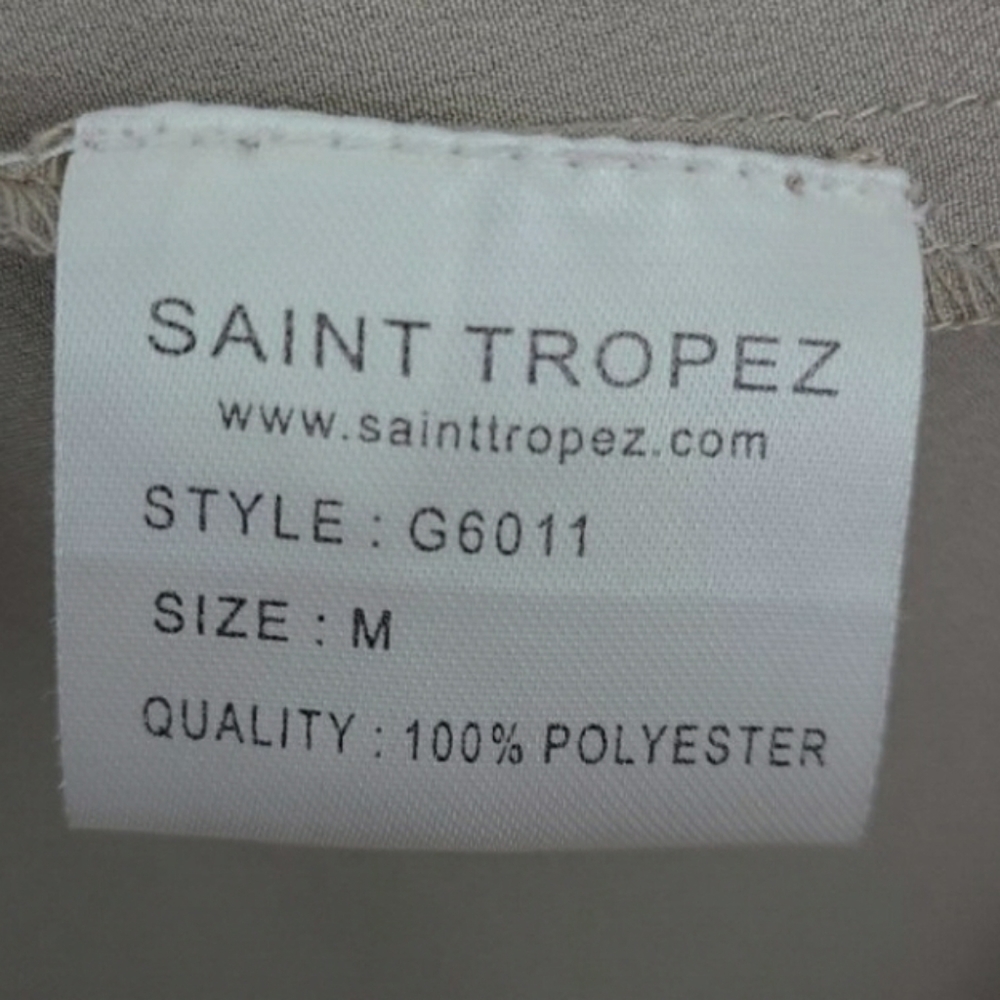 SAINT TROPEZ
www.sainttropez.com
STYLE : G6011
SIZE : M
QUALITY : 100% POLYESTER